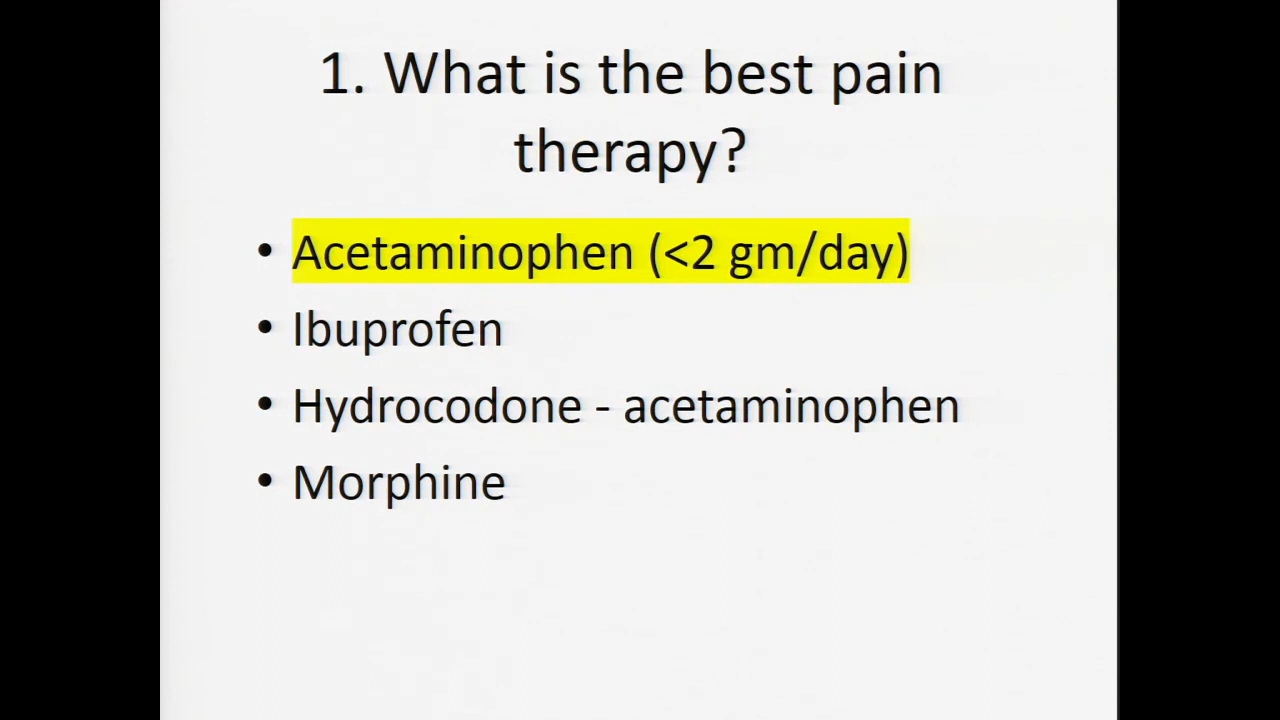 1. What is the best pain
therapy?
• Acetaminophen (<2 gm/day)
• Ibuprofen
• Hydrocodone - acetaminophen
• Morphine